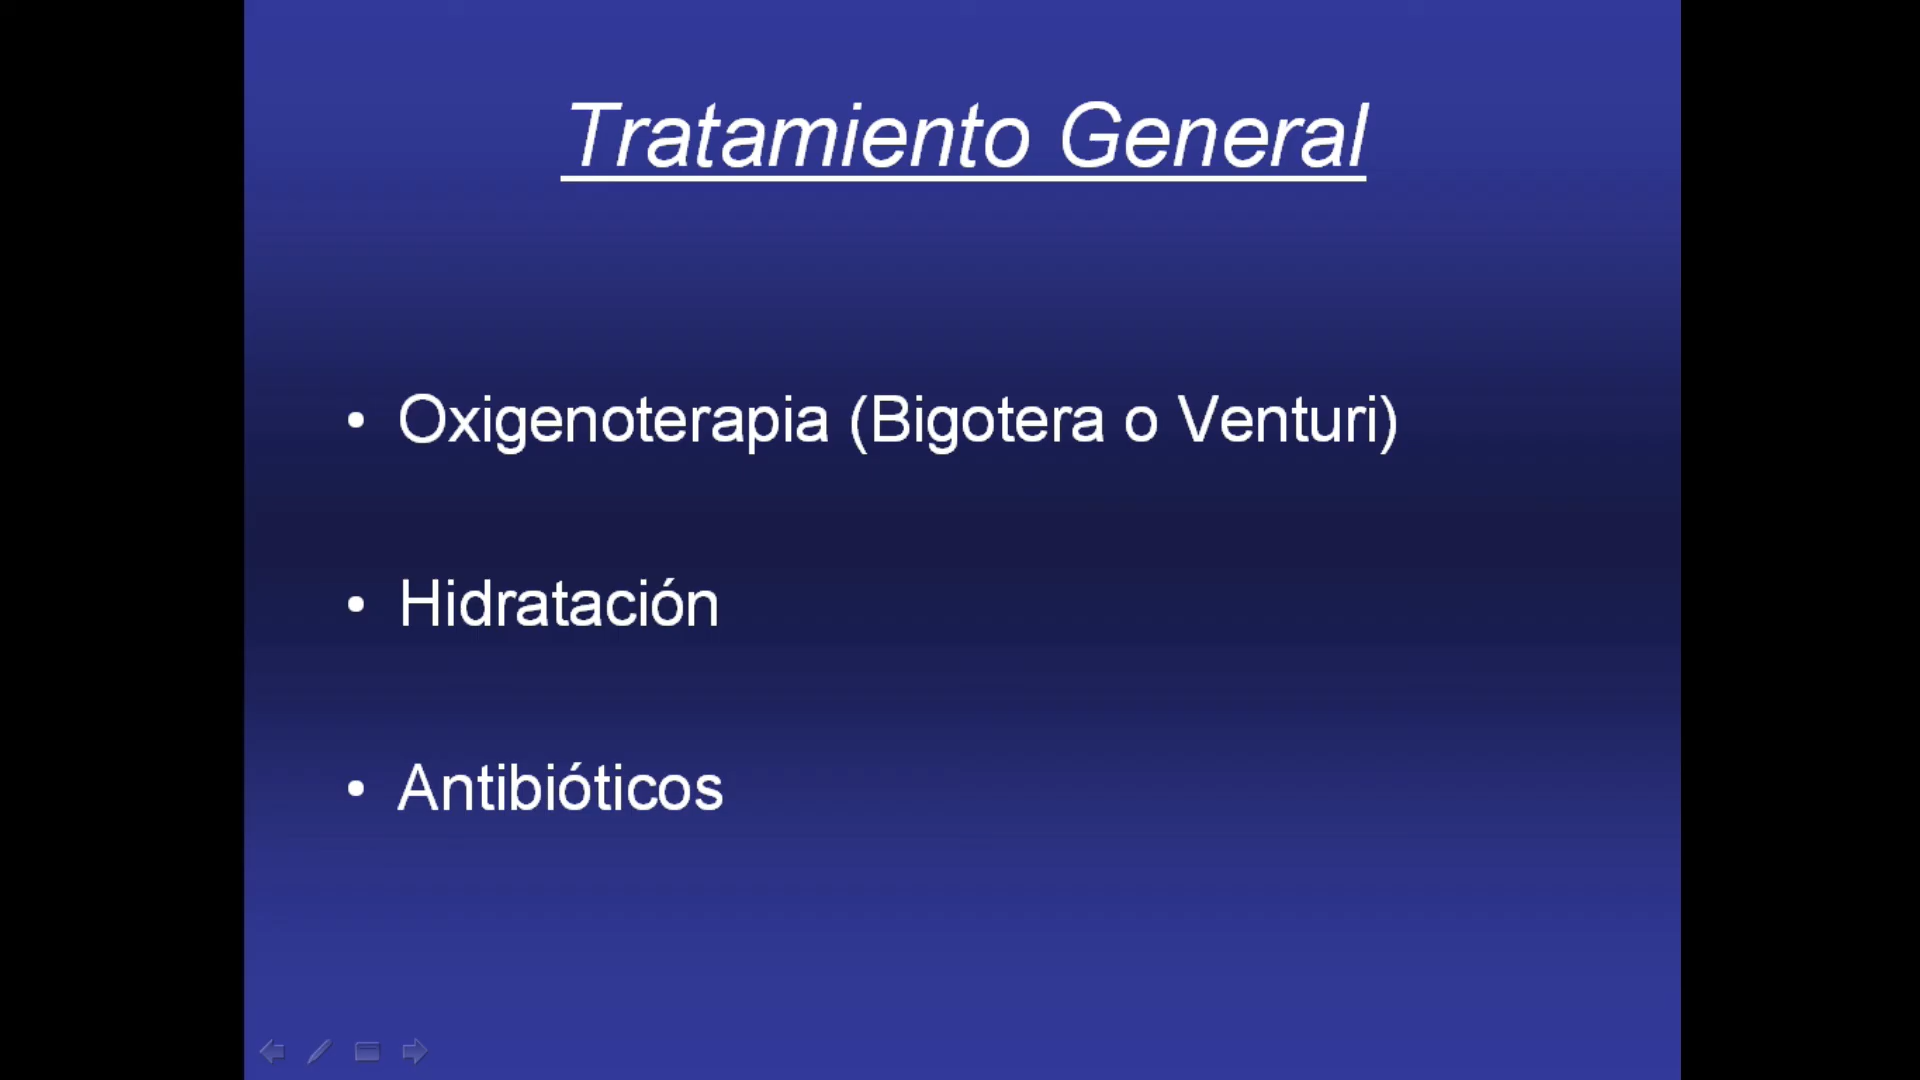 Tratamiento General
• Oxigenoterapia (Bigotera o Venturi)
• Hidratación
• Antibióticos